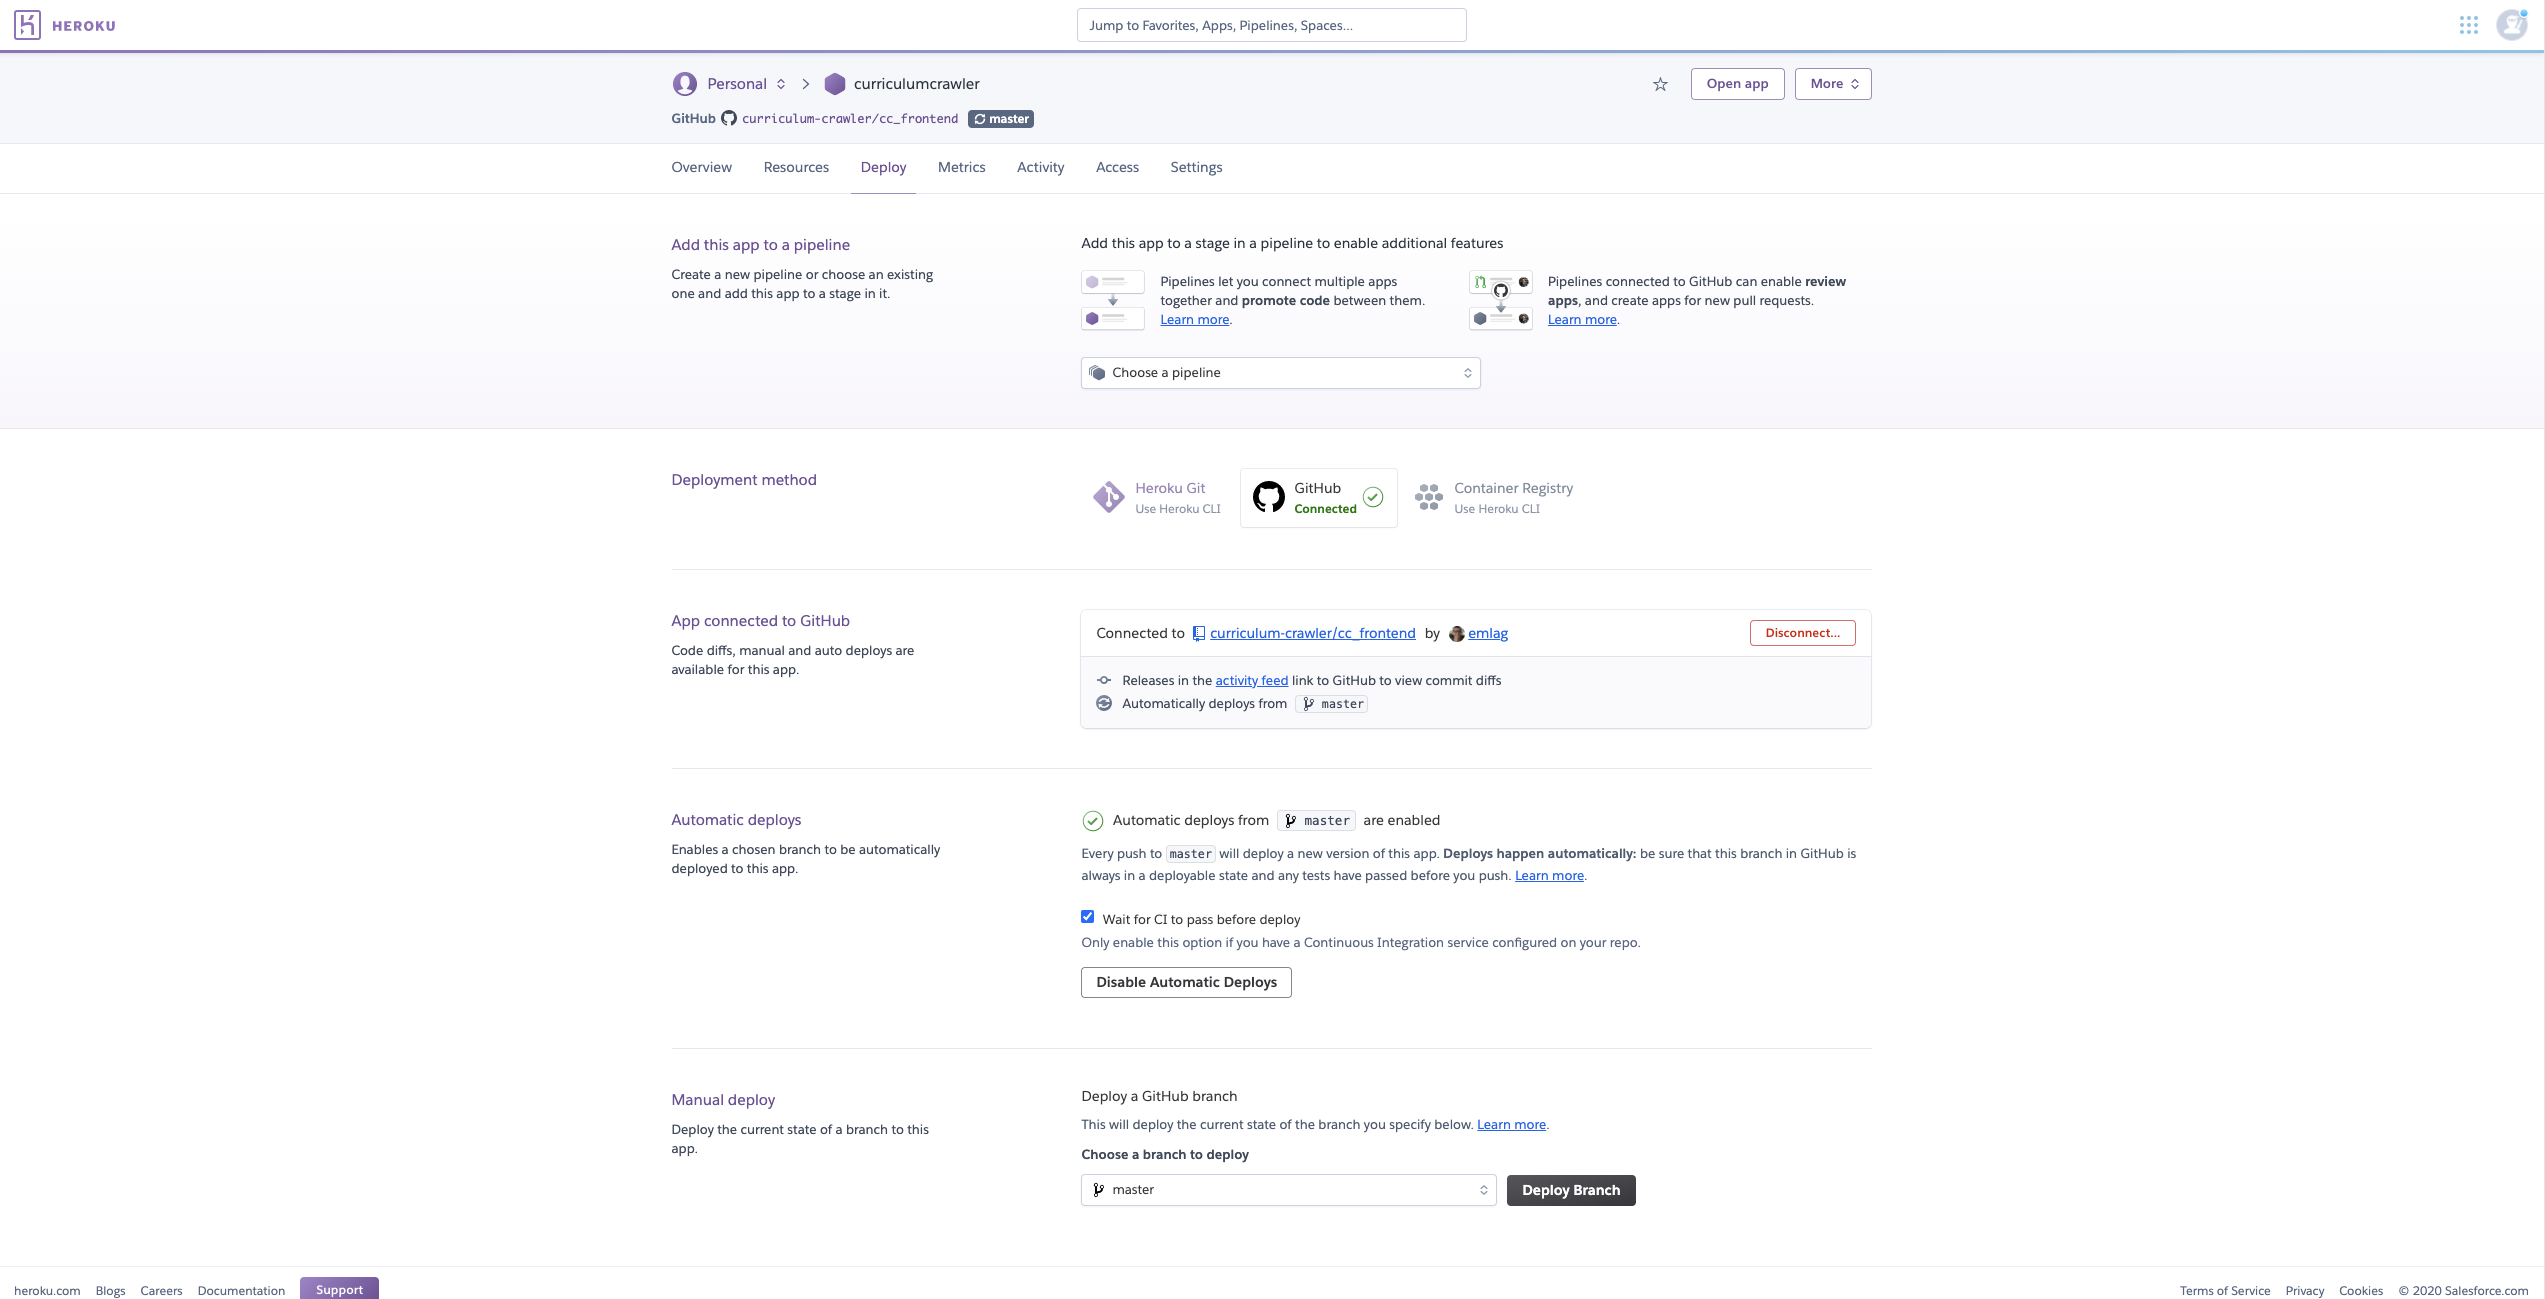 HEROKU
Jump to Favorites, Apps, Pipelines, Spaces...
Personal > curriculumcrawler
Open app
More
GitHub curriculum-crawler/cc_frontend master
Overview Resources Deploy Metrics Activity Access Settings
Add this app to a pipeline
Create a new pipeline or choose an existing
one and add this app to a stage in it.
Add this app to a stage in a pipeline to enable additional features
Pipelines let you connect multiple apps
together and promote code between them.
Learn more.
Pipelines connected to GitHub can enable review
apps, and create apps for new pull requests.
Learn more.
Choose a pipeline
Deployment method
Heroku Git
Use Heroku CLI
GitHub
Connected
Container Registry
Use Heroku CLI
App connected to GitHub
Code diffs, manual and auto deploys are
available for this app.
Connected to curriculum-crawler/cc_frontend by emlag
Disconnect...
Releases in the activity feed link to GitHub to view commit diffs
Automatically deploys from master
Automatic deploys
Enables a chosen branch to be automatically
deployed to this app.
Automatic deploys from master are enabled
Every push to master will deploy a new version of this app. Deploys happen automatically: be sure that this branch in GitHub is
always in a deployable state and any tests have passed before you push. Learn more.
Wait for CI to pass before deploy
Only enable this option if you have a Continuous Integration service configured on your repo.
Disable Automatic Deploys
Manual deploy
Deploy the current state of a branch to this
app.
Deploy a GitHub branch
This will deploy the current state of the branch you specify below. Learn more.
Choose a branch to deploy
master
Deploy Branch
heroku.com Blogs Careers Documentation Support
Terms of Service Privacy Cookies © 2020 Salesforce.com